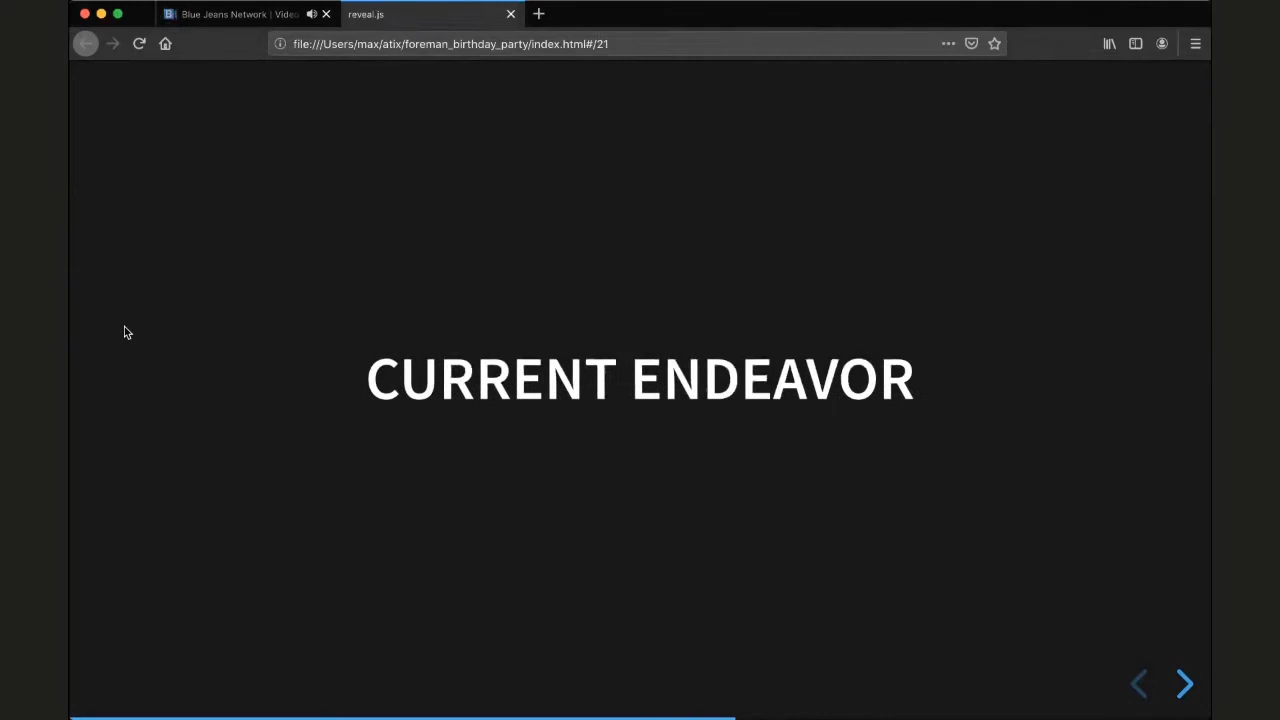 Blue Jeans Network | Video
reveal.js
file:///Users/max/atix/foreman_birthday_party/index.html#/21
CURRENT ENDEAVOR